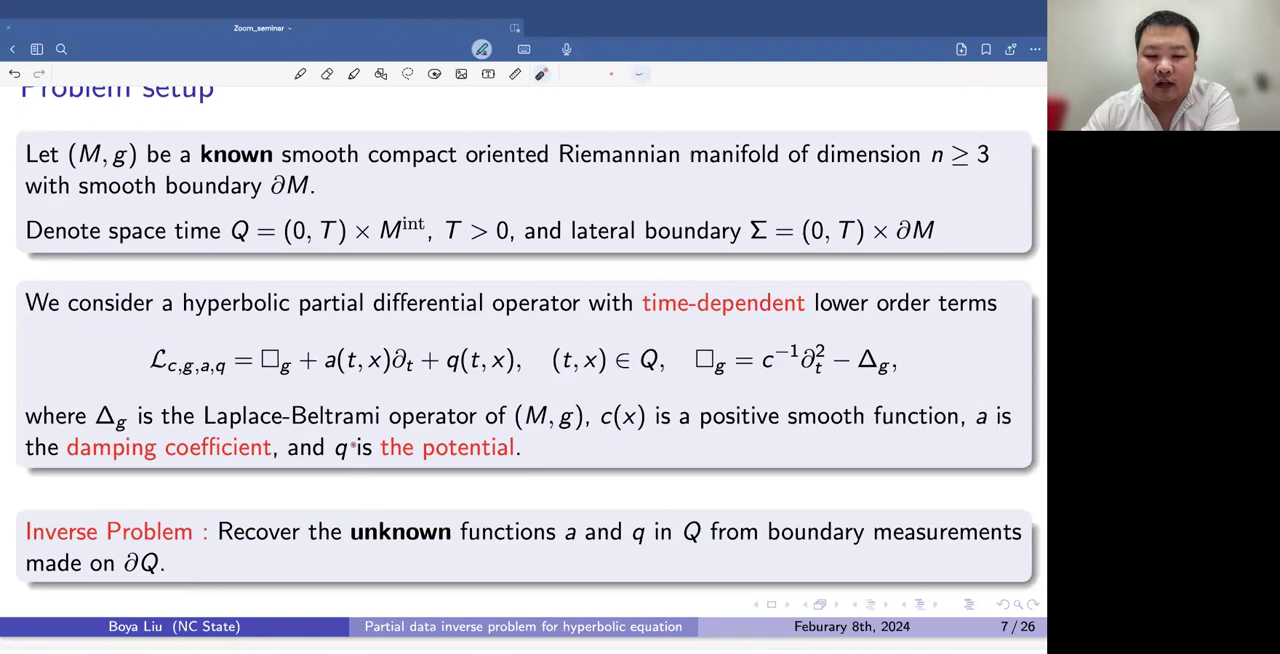 Zoom_seminar
Problem setup
Let (M, g) be a known smooth compact oriented Riemannian manifold of dimension n ≥ 3
with smooth boundary ∂M.
Denote space time Q = (0, T) × M^int, T > 0, and lateral boundary Σ = (0, T) × ∂M
We consider a hyperbolic partial differential operator with time-dependent lower order terms
ℒ_{c,g,a,q} = □_g + a(t, x)∂_t + q(t, x), (t, x) ∈ Q, □_g = c^{-1}∂_t^2 − Δ_g,
where Δ_g is the Laplace-Beltrami operator of (M, g), c(x) is a positive smooth function, a is
the damping coefficient, and q is the potential.
Inverse Problem : Recover the unknown functions a and q in Q from boundary measurements
made on ∂Q.
Boya Liu (NC State) Partial data inverse problem for hyperbolic equation Feburary 8th, 2024 7 / 26